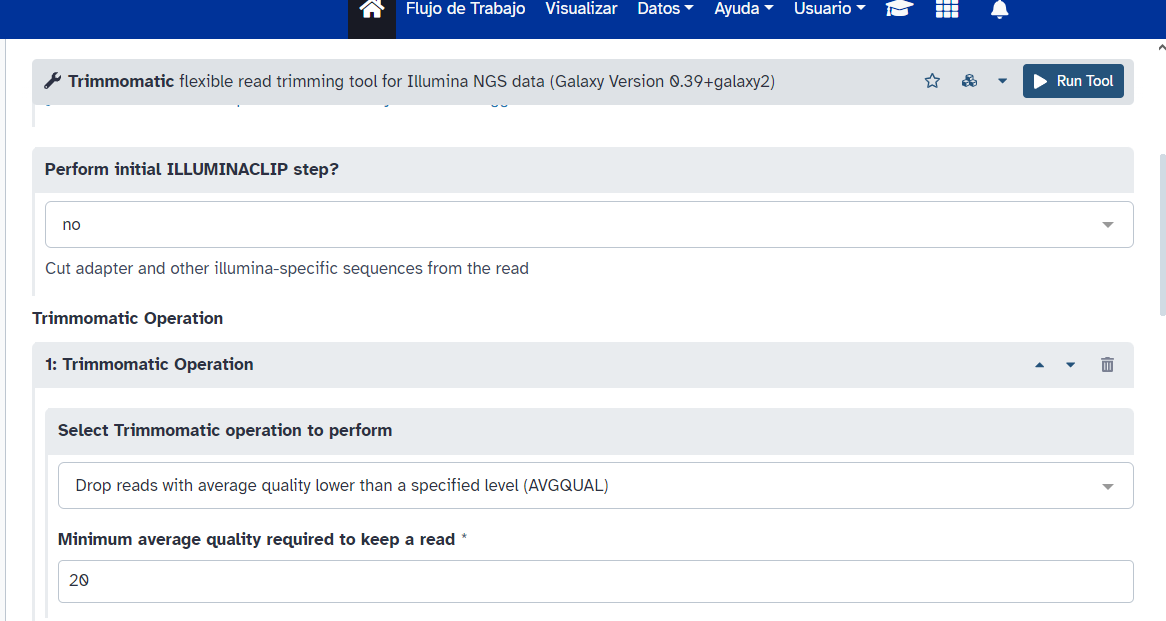 Flujo de Trabajo Visualizar Datos Ayuda Usuario
Trimmomatic flexible read trimming tool for Illumina NGS data (Galaxy Version 0.39+galaxy2) Run Tool
Perform initial ILLUMINACLIP step?
no
Cut adapter and other illumina-specific sequences from the read
Trimmomatic Operation
1: Trimmomatic Operation
Select Trimmomatic operation to perform
Drop reads with average quality lower than a specified level (AVGQUAL)
Minimum average quality required to keep a read *
20